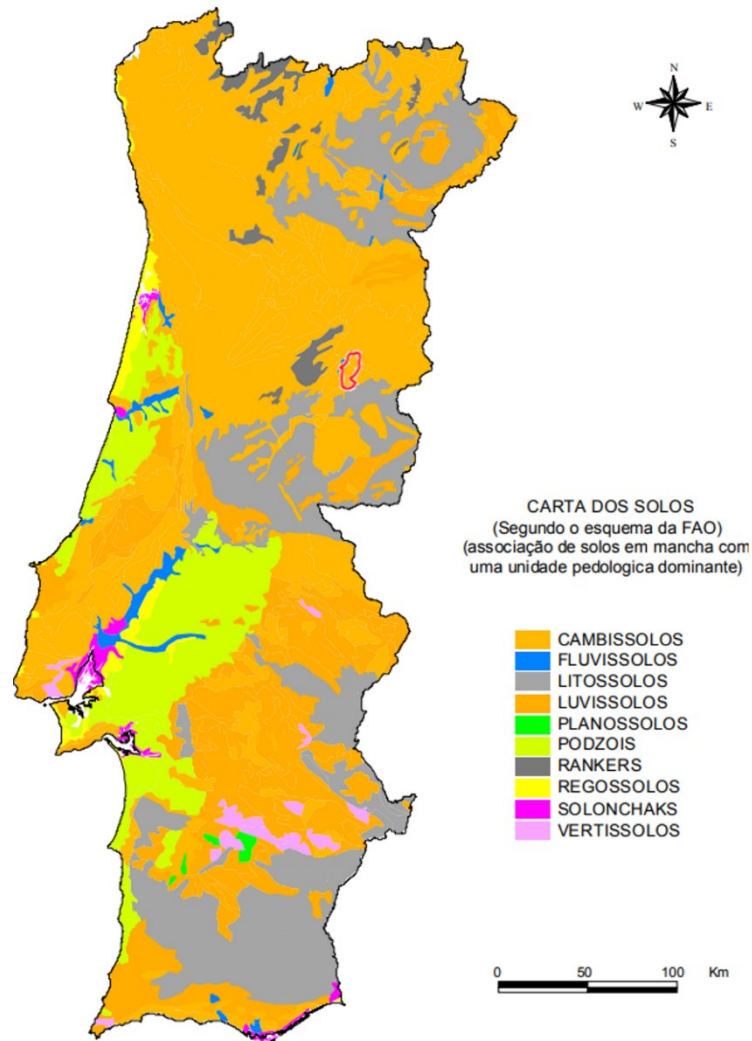 N
W E
S
CARTA DOS SOLOS
(Segundo o esquema da FAO)
(associação de solos em mancha com
uma unidade pedologica dominante)
CAMBISSOLOS
FLUVISSOLOS
LITOSSOLOS
LUVISSOLOS
PLANOSSOLOS
PODZOIS
RANKERS
REGOSSOLOS
SOLONCHAKS
VERTISSOLOS
0 50 100 Km